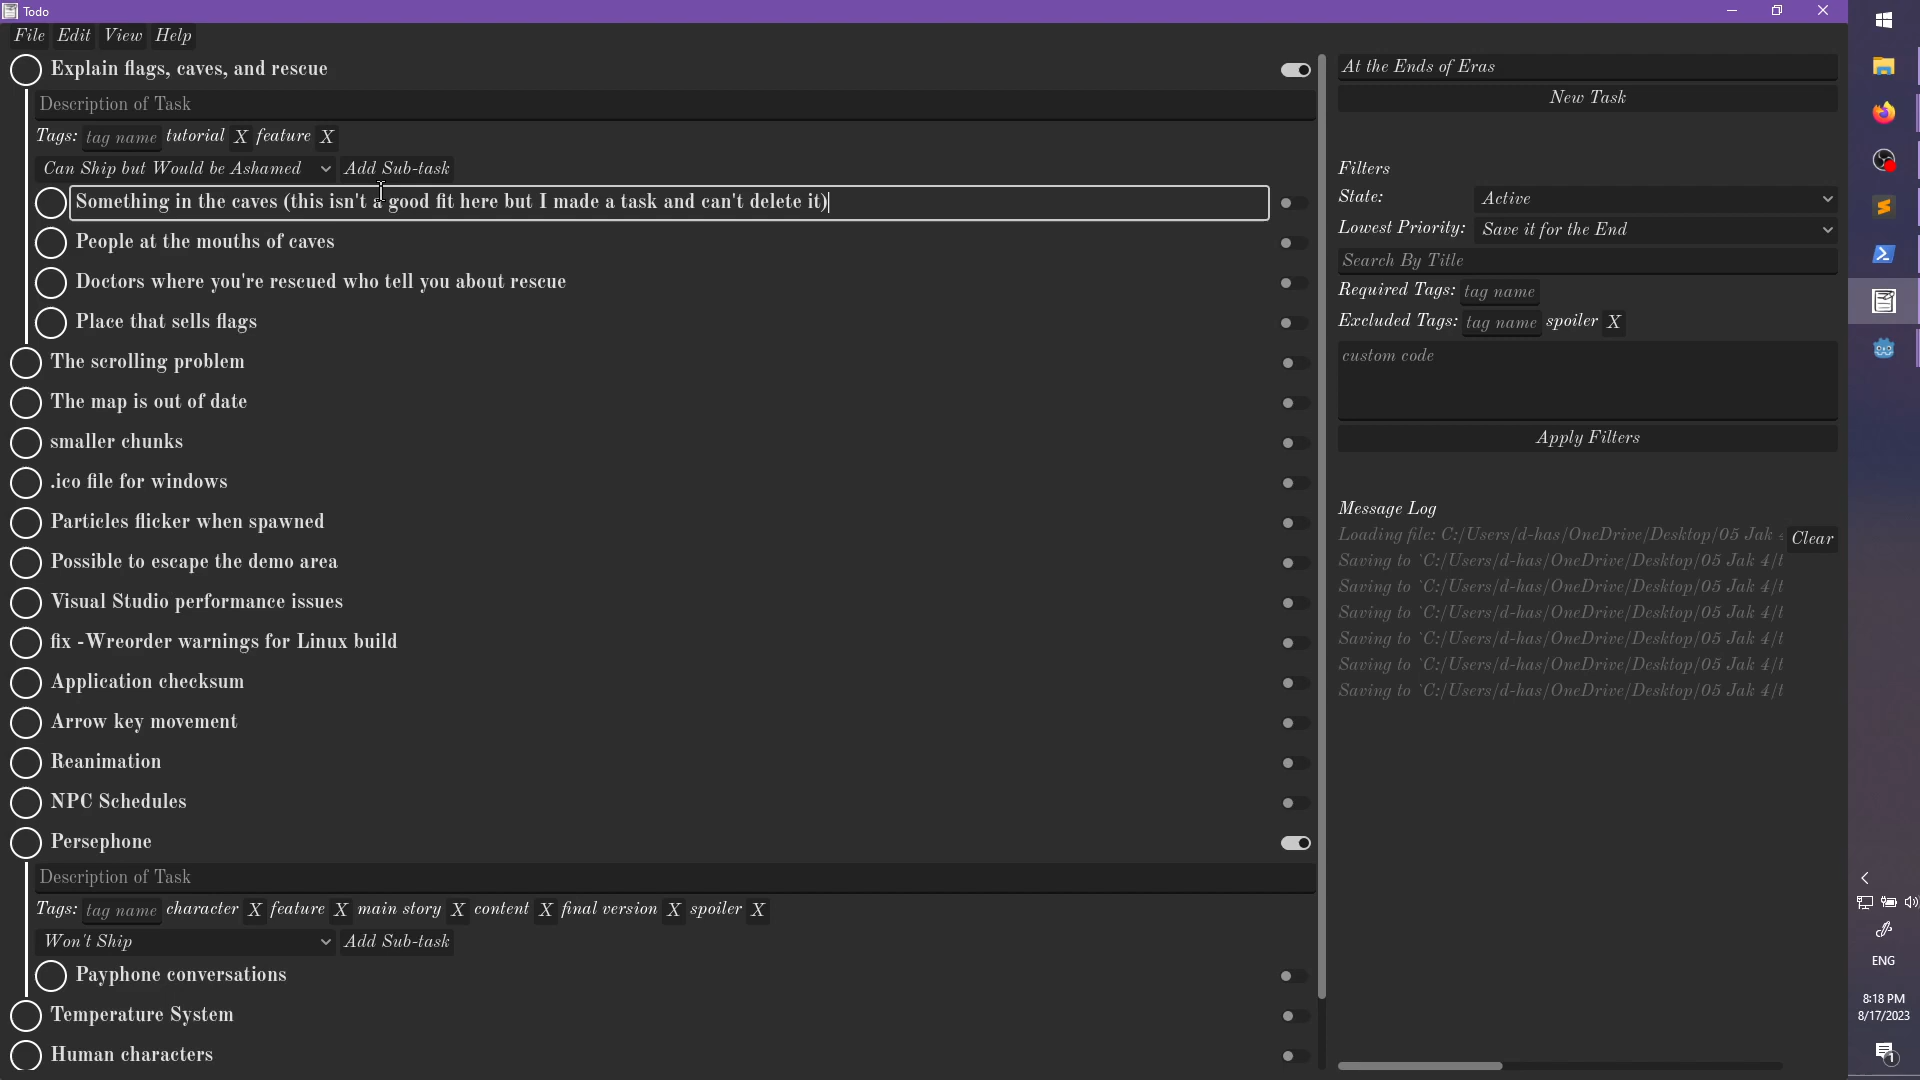 Todo
File Edit View Help
Explain flags, caves, and rescue
Description of Task
Tags: tag name tutorial X feature X
Can Ship but Would be Ashamed Add Sub-task
Something in the caves (this isn't a good fit here but I made a task and can't delete it)
People at the mouths of caves
Doctors where you're rescued who tell you about rescue
Place that sells flags
The scrolling problem
The map is out of date
smaller chunks
.ico file for windows
Particles flicker when spawned
Possible to escape the demo area
Visual Studio performance issues
fix -Wreorder warnings for Linux build
Application checksum
Arrow key movement
Reanimation
NPC Schedules
Persephone
Description of Task
Tags: tag name character X feature X main story X content X final version X spoiler X
Won't Ship Add Sub-task
Payphone conversations
Temperature System
Human characters
At the Ends of Eras
New Task
Filters
State: Active
Lowest Priority: Save it for the End
Search By Title
Required Tags: tag name
Excluded Tags: tag name spoiler X
custom code
Apply Filters
Message Log
Loading file: C:/Users/d-has/OneDrive/Desktop/05 Jak 4 Clear
Saving to `C:/Users/d-has/OneDrive/Desktop/05 Jak 4/t
Saving to `C:/Users/d-has/OneDrive/Desktop/05 Jak 4/t
Saving to `C:/Users/d-has/OneDrive/Desktop/05 Jak 4/t
Saving to `C:/Users/d-has/OneDrive/Desktop/05 Jak 4/t
Saving to `C:/Users/d-has/OneDrive/Desktop/05 Jak 4/t
Saving to `C:/Users/d-has/OneDrive/Desktop/05 Jak 4/t
ENG
8:18 PM
8/17/2023
1